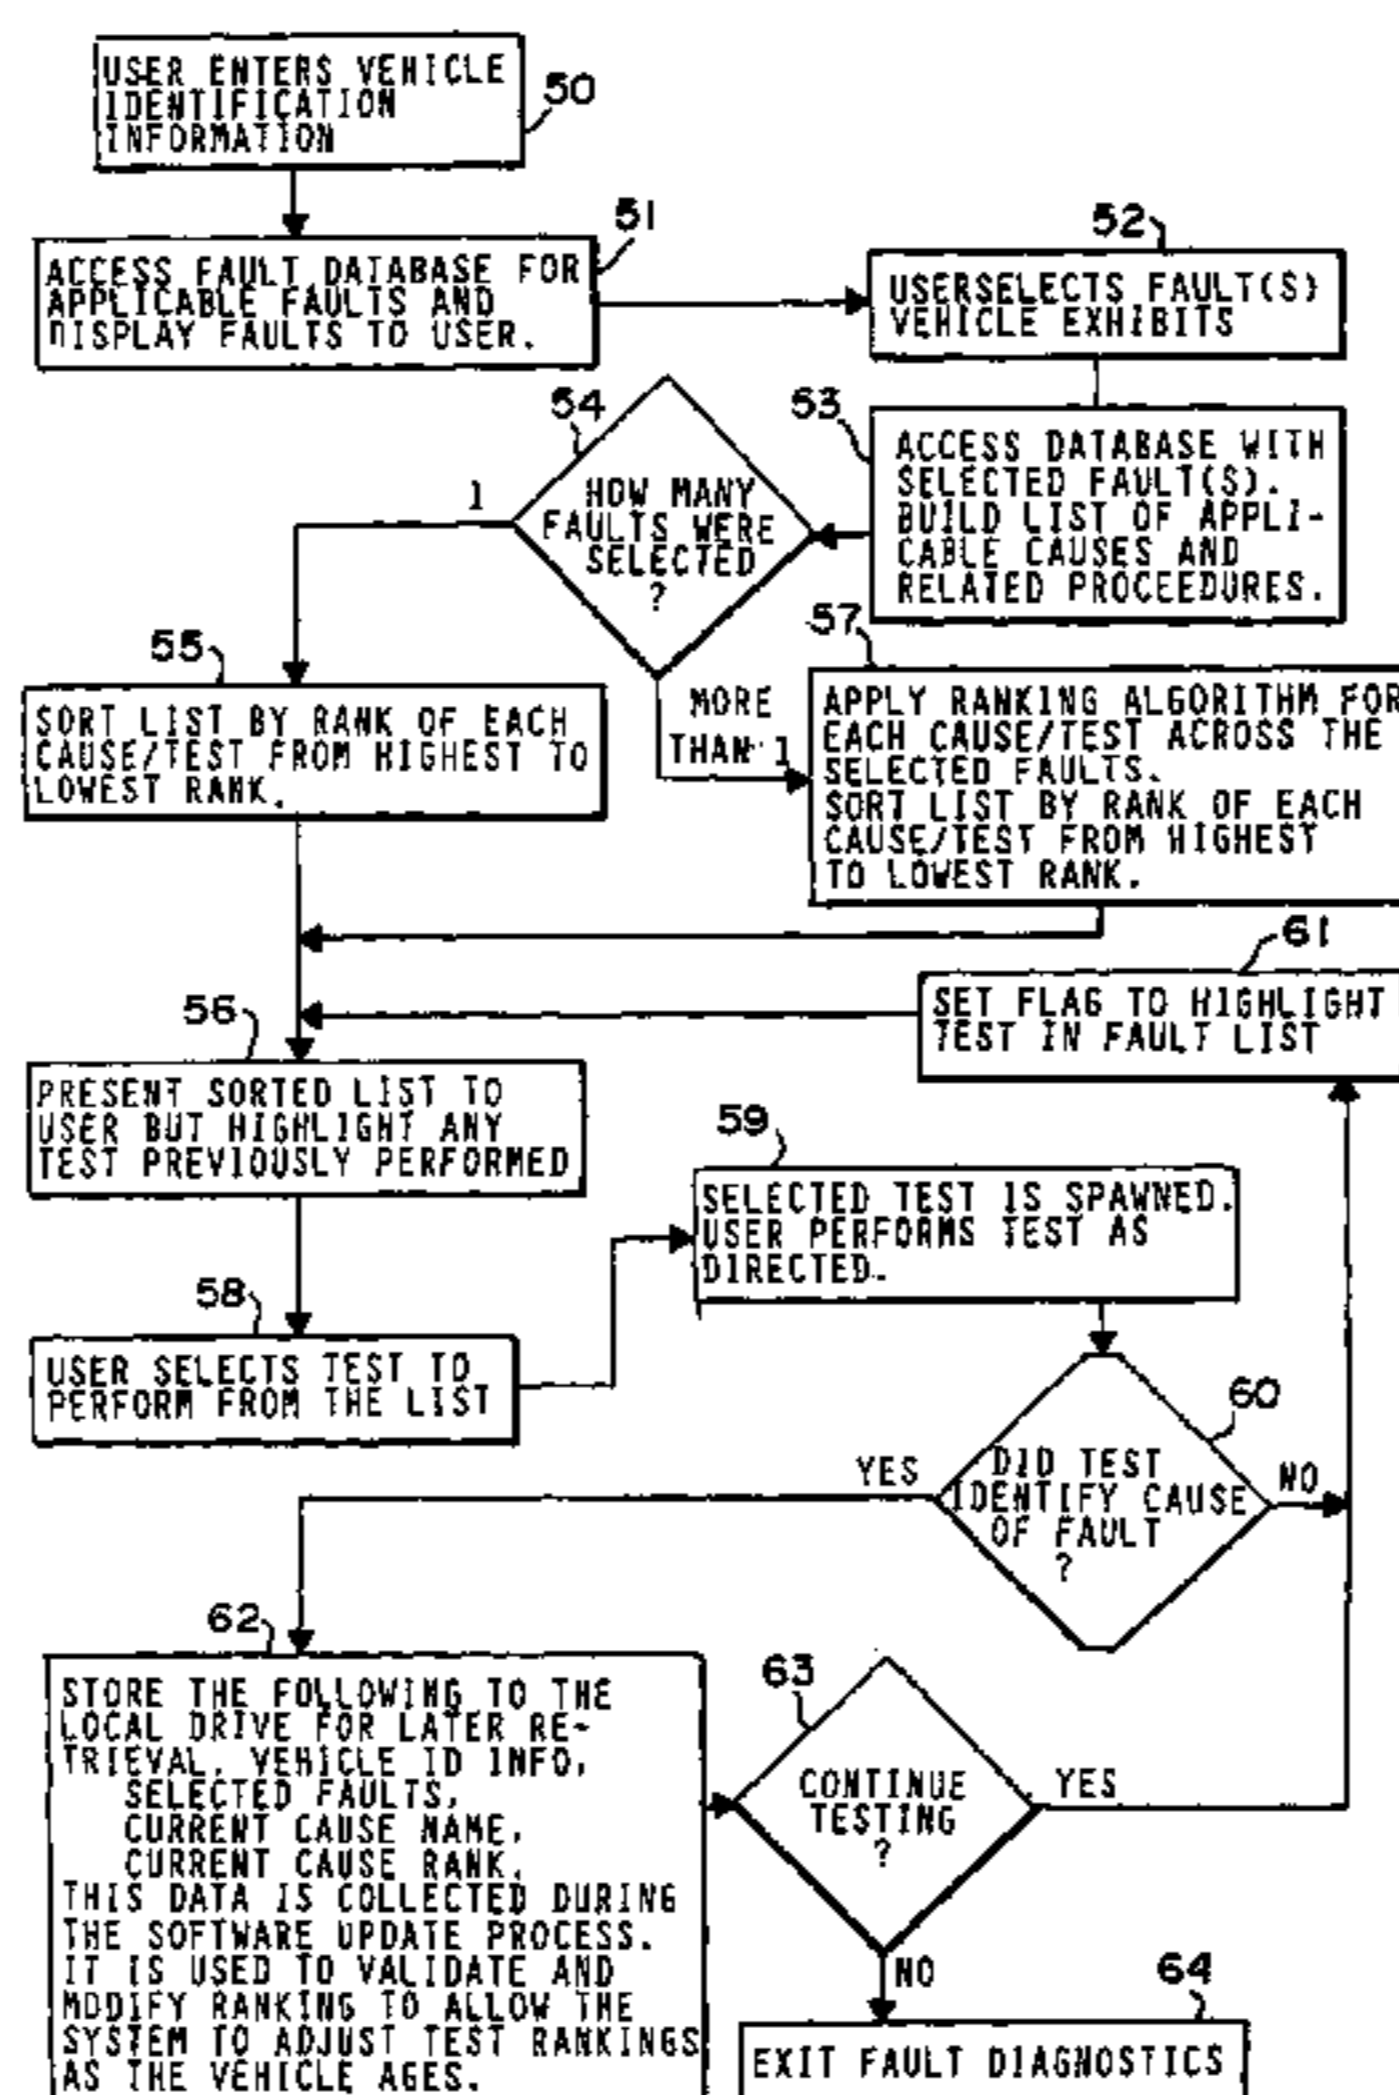 USER ENTERS VEHICLE
IDENTIFICATION
INFORMATION
50
51
ACCESS FAULT DATABASE FOR
APPLICABLE FAULTS AND
DISPLAY FAULTS TO USER.
52
USERSELECTS FAULT(S)
VEHICLE EXHIBITS
53
ACCESS DATABASE WITH
SELECTED FAULT(S).
BUILD LIST OF APPLI-
CABLE CAUSES AND
RELATED PROCEEDURES.
54
HOW MANY
FAULTS WERE
SELECTED
?
1
MORE
THAN 1
55
SORT LIST BY RANK OF EACH
CAUSE/TEST FROM HIGHEST TO
LOWEST RANK.
57
APPLY RANKING ALGORITHM FOR
EACH CAUSE/TEST ACROSS THE
SELECTED FAULTS.
SORT LIST BY RANK OF EACH
CAUSE/TEST FROM HIGHEST
TO LOWEST RANK.
61
SET FLAG TO HIGHLIGHT
TEST IN FAULT LIST
56
PRESENT SORTED LIST TO
USER BUT HIGHLIGHT ANY
TEST PREVIOUSLY PERFORMED
58
USER SELECTS TEST TO
PERFORM FROM THE LIST
59
SELECTED TEST IS SPAWNED.
USER PERFORMS TEST AS
DIRECTED.
60
DID TEST
IDENTIFY CAUSE
OF FAULT
?
YES
NO
62
STORE THE FOLLOWING TO THE
LOCAL DRIVE FOR LATER RE-
TRIEVAL. VEHICLE ID INFO,
SELECTED FAULTS,
CURRENT CAUSE NAME,
CURRENT CAUSE RANK.
THIS DATA IS COLLECTED DURING
THE SOFTWARE UPDATE PROCESS.
IT IS USED TO VALIDATE AND
MODIFY RANKING TO ALLOW THE
SYSTEM TO ADJUST TEST RANKINGS
AS THE VEHICLE AGES.
63
CONTINUE
TESTING
?
YES
NO
64
EXIT FAULT DIAGNOSTICS